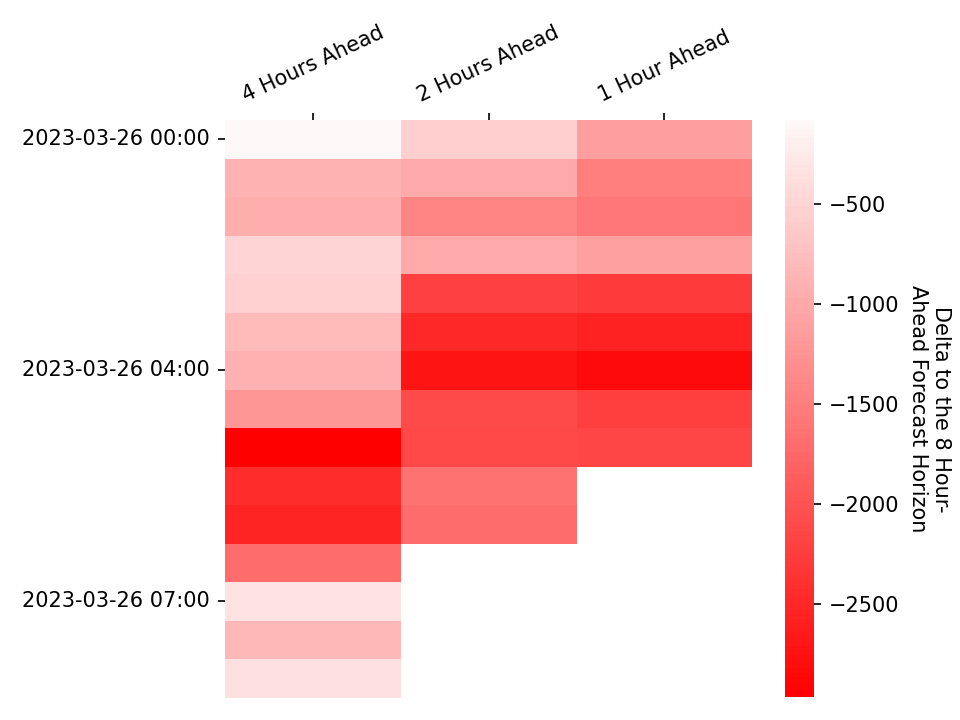 4 Hours Ahead
2 Hours Ahead
1 Hour Ahead
2023-03-26 00:00
2023-03-26 04:00
2023-03-26 07:00
−500
−1000
−1500
−2000
−2500
Delta to the 8 Hour-
Ahead Forecast Horizon